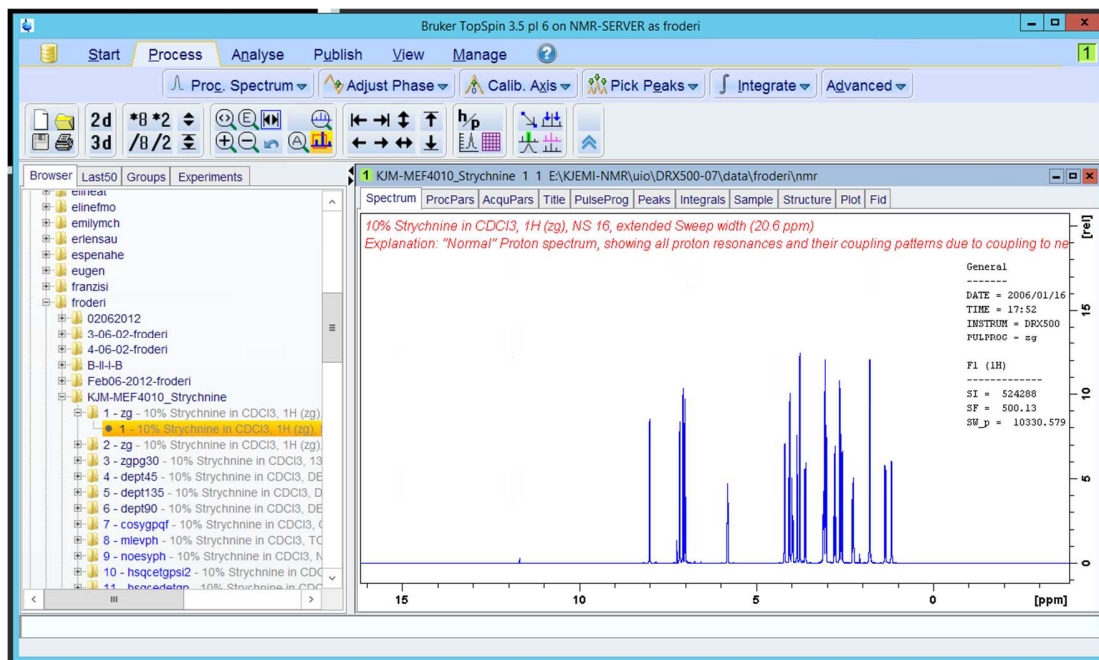 Bruker TopSpin 3.5 pl 6 on NMR-SERVER as froderi
Start Process Analyse Publish View Manage ? 1
Proc. Spectrum Adjust Phase Calib. Axis Pick Peaks Integrate Advanced
2d *8 *2 E h/p
3d /8 /2 A
Browser Last50 Groups Experiments
elineat
elinefmo
emilymch
erlensau
espenahe
eugen
franzisi
froderi
02062012
3-06-02-froderi
4-06-02-froderi
B-II-I-B
Feb06-2012-froderi
KJM-MEF4010_Strychnine
1 - zg - 10% Strychnine in CDCl3, 1H (zg),
1 - 10% Strychnine in CDCl3, 1H (zg),
2 - zg - 10% Strychnine in CDCl3, 1H (zg),
3 - zgpg30 - 10% Strychnine in CDCl3, 13
4 - dept45 - 10% Strychnine in CDCl3, DE
5 - dept135 - 10% Strychnine in CDCl3, D
6 - dept90 - 10% Strychnine in CDCl3, DE
7 - cosygpqf - 10% Strychnine in CDCl3, C
8 - mlevph - 10% Strychnine in CDCl3, TC
9 - noesyph - 10% Strychnine in CDCl3, N
10 - hsqcetgpsi2 - 10% Strychnine in CDC
11 - hsqcedetgp - 10% Strychnine in CDC
1 KJM-MEF4010_Strychnine 1 1 E:\KJEMI-NMR\uio\DRX500-07\data\froderi\nmr
Spectrum ProcPars AcquPars Title PulseProg Peaks Integrals Sample Structure Plot Fid
10% Strychnine in CDCl3, 1H (zg), NS 16, extended Sweep width (20.6 ppm)
Explanation: "Normal" Proton spectrum, showing all proton resonances and their coupling patterns due to coupling to ne
General
-------
DATE = 2006/01/16
TIME = 17:52
INSTRUM = DRX500
PULPROG = zg
F1 (1H)
-------------
SI = 524288
SF = 500.13
SW_p = 10330.579
[rel]
15
10
5
0
15 10 5 0 [ppm]